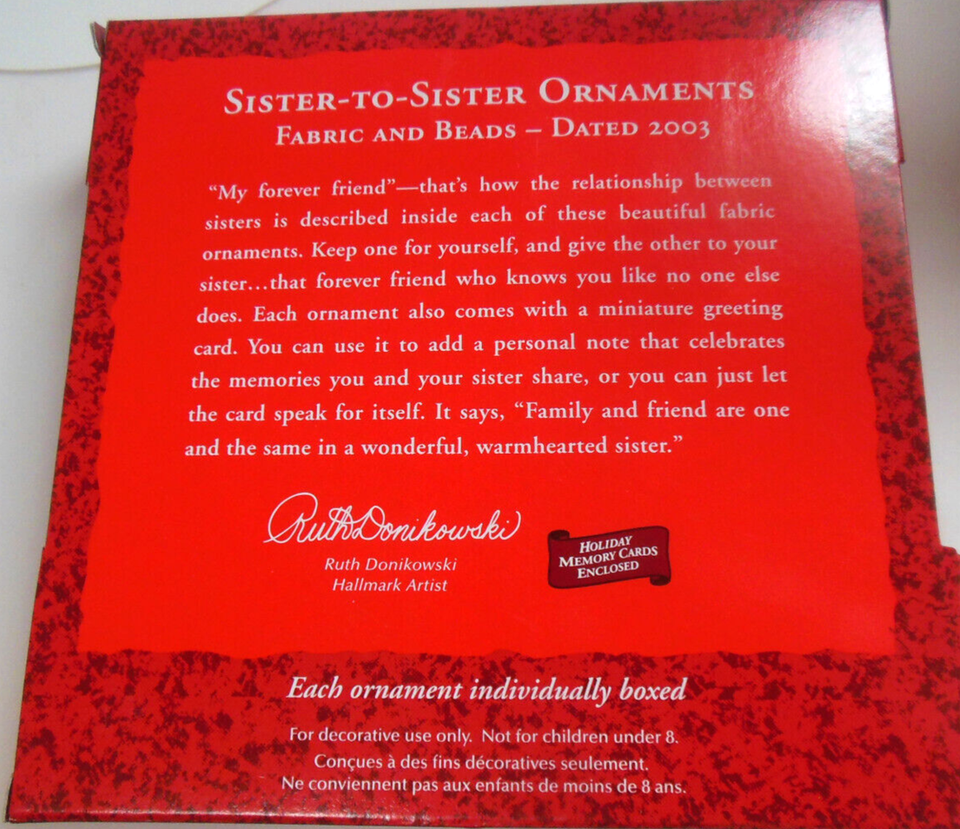 SISTER-TO-SISTER ORNAMENTS
FABRIC AND BEADS – DATED 2003
“My forever friend”—that’s how the relationship between
sisters is described inside each of these beautiful fabric
ornaments. Keep one for yourself, and give the other to your
sister...that forever friend who knows you like no one else
does. Each ornament also comes with a miniature greeting
card. You can use it to add a personal note that celebrates
the memories you and your sister share, or you can just let
the card speak for itself. It says, “Family and friend are one
and the same in a wonderful, warmhearted sister.”
Ruth Donikowski
Ruth Donikowski
Hallmark Artist
HOLIDAY
MEMORY CARDS
ENCLOSED
Each ornament individually boxed
For decorative use only. Not for children under 8.
Conçues à des fins décoratives seulement.
Ne conviennent pas aux enfants de moins de 8 ans.